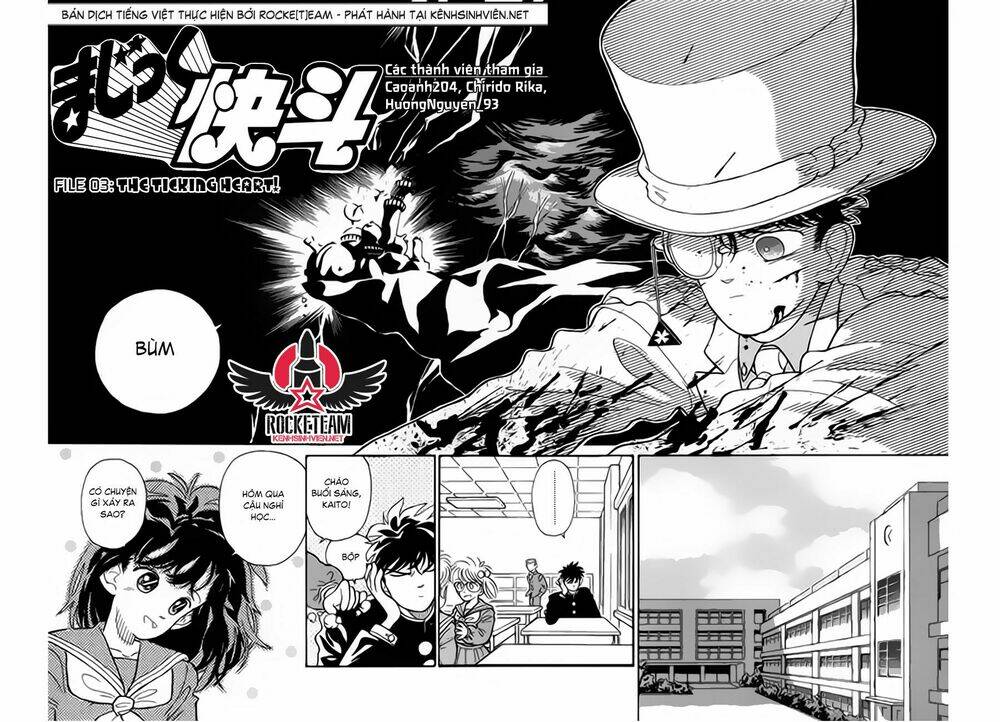 BẢN DỊCH TIẾNG VIỆT THỰC HIỆN BỞI ROCKE[T]EAM - PHÁT HÀNH TẠI KÊNHSINHVIÊN.NET
まじっく
快斗
Các thành viên tham gia
Caoanh204, Chirido Rika,
HuongNguyen_93
FILE 03: THE TICKING HEART!
BÙM
ROCKETEAM
KENHSINHVIEN.NET
............
CHÀO
BUỔI SÁNG,
KAITO!
BỘP
HÔM QUA
CẬU NGHỈ
HỌC...
CÓ CHUYỆN
GÌ XẢY RA
SAO?